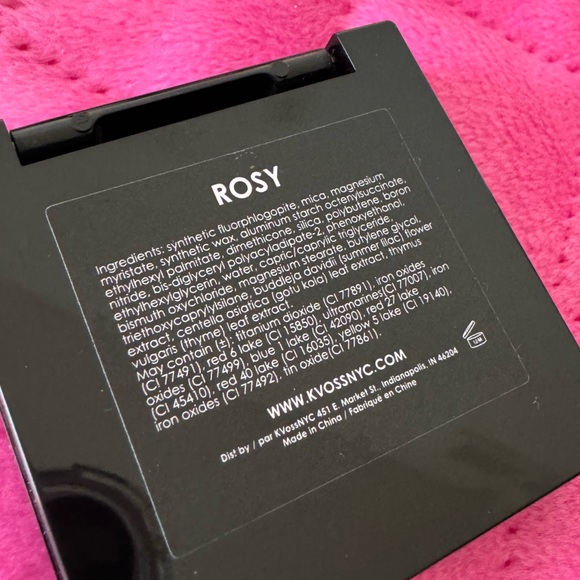 ROSY
Ingredients: synthetic fluorphlogopite, mica, magnesium
myristate, synthetic wax, aluminum starch octenylsuccinate,
ethylhexyl palmitate, dimethicone, silica, polybutene, boron
nitride, bis-diglyceryl polyacyladipate-2, phenoxyethanol,
ethylhexylglycerin, water, capric/caprylic triglyceride,
bismuth oxychloride, magnesium stearate, butylene glycol,
triethoxycaprylylsilane, buddleja davidii (summer lilac) flower
extract, centella asiatica (gotu kola) leaf extract, thymus
vulgaris (thyme) leaf extract.
May contain (±): titanium dioxide (CI 77891), iron oxides
(CI 77491), red 6 lake (CI 15850), ultramarines(CI 77007), iron
oxides (CI 77499), blue 1 lake (CI 42090), red 27 lake
(CI 45410), red 40 lake (CI 16035), yellow 5 lake (CI 19140),
iron oxides (CI 77492), tin oxide(CI 77861).
WWW.KVOSSNYC.COM
Dist by / par KVossNYC 451 E. Market St., Indianapolis, IN 46204
Made in China / Fabriqué en Chine